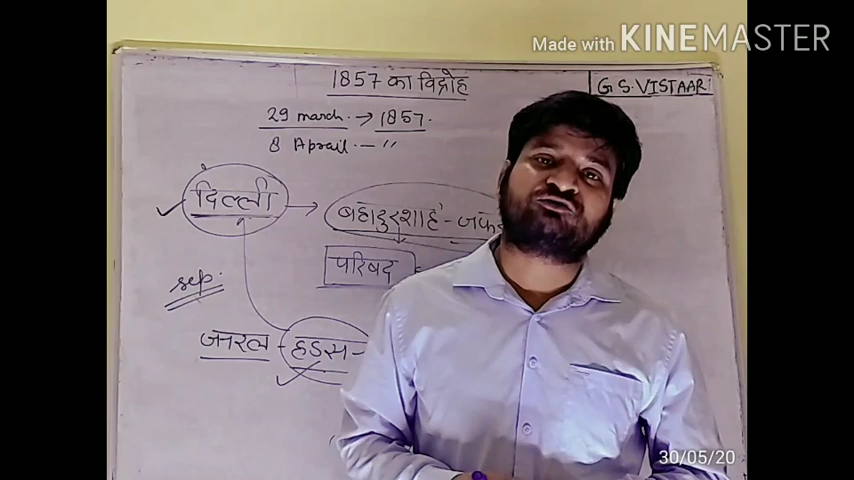 Made with KINEMASTER
1857 का विद्रोह
G.S.VISTAAR
29 march. → 1857.
8 Aprail. — ,,
दिल्ली → बहादुरशाह - जफर
परिषद =
sep.
जनरल - हडस -
30/05/20